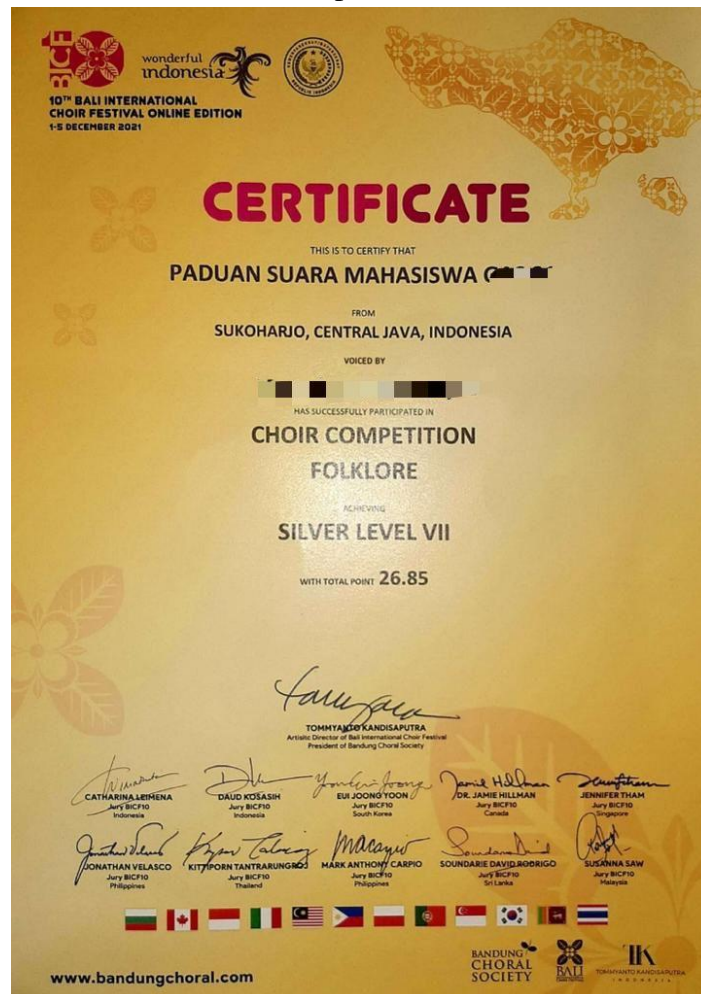 BICF
wonderful
indonesia
10TH BALI INTERNATIONAL
CHOIR FESTIVAL ONLINE EDITION
1-5 DECEMBER 2021
CERTIFICATE
THIS IS TO CERTIFY THAT
PADUAN SUARA MAHASISWA
FROM
SUKOHARJO, CENTRAL JAVA, INDONESIA
VOICED BY
HAS SUCCESSFULLY PARTICIPATED IN
CHOIR COMPETITION
FOLKLORE
ACHIEVING
SILVER LEVEL VII
WITH TOTAL POINT 26.85
TOMMYANTO KANDISAPUTRA
Artisitc Director of Bali International Choir Festival
President of Bandung Choral Society
CATHARINA LEIMENA
Jury BICF10
Indonesia
DAUD KOSASIH
Jury BICF10
Indonesia
EUI JOONG YOON
Jury BICF10
South Korea
DR. JAMIE HILLMAN
Jury BICF10
Canada
JENNIFER THAM
Jury BICF10
Singapore
JONATHAN VELASCO
Jury BICF10
Philippines
KITTIPORN TANTRARUNGROJ
Jury BICF10
Thailand
MARK ANTHONY CARPIO
Jury BICF10
Philippines
SOUNDARIE DAVID RODRIGO
Jury BICF10
Sri Lanka
SUSANNA SAW
Jury BICF10
Malaysia
www.bandungchoral.com
BANDUNG
CHORAL
SOCIETY
BALI
TK
TOMMYANTO KANDISAPUTRA
INDONESIA